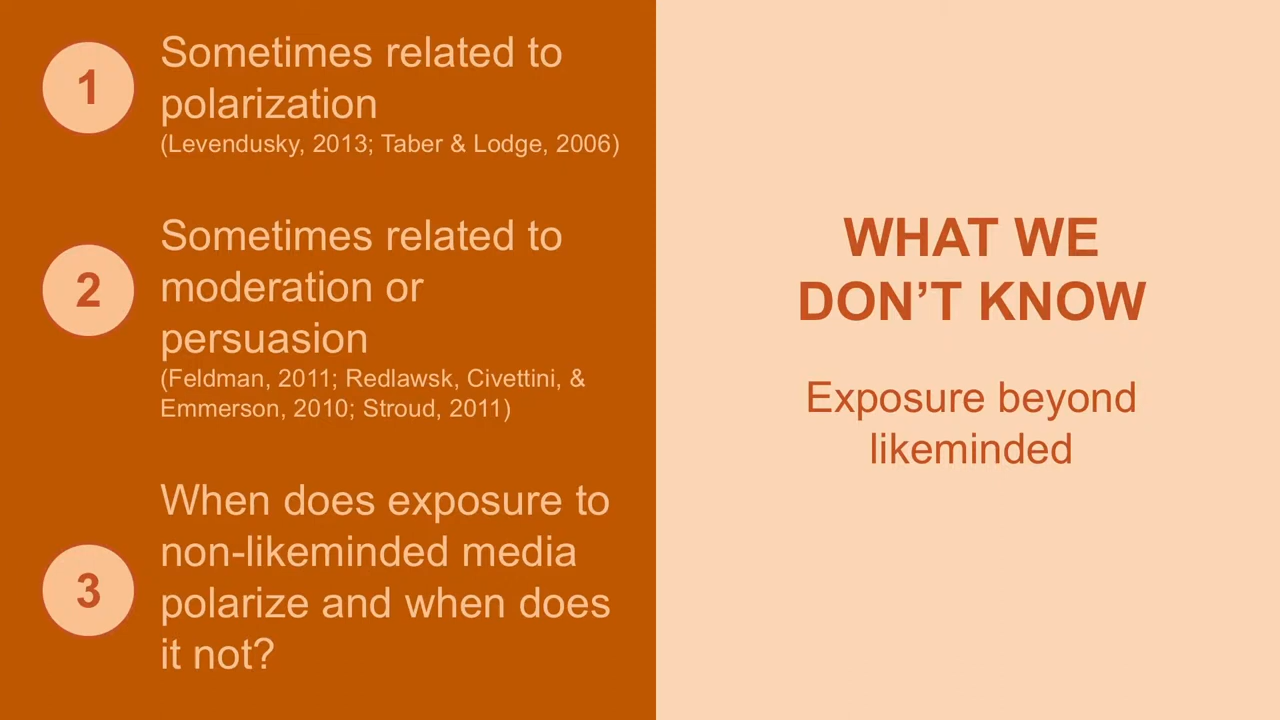 1
Sometimes related to
polarization
(Levendusky, 2013; Taber & Lodge, 2006)
2
Sometimes related to
moderation or
persuasion
(Feldman, 2011; Redlawsk, Civettini, &
Emmerson, 2010; Stroud, 2011)
3
When does exposure to
non-likeminded media
polarize and when does
it not?
WHAT WE
DON’T KNOW
Exposure beyond
likeminded